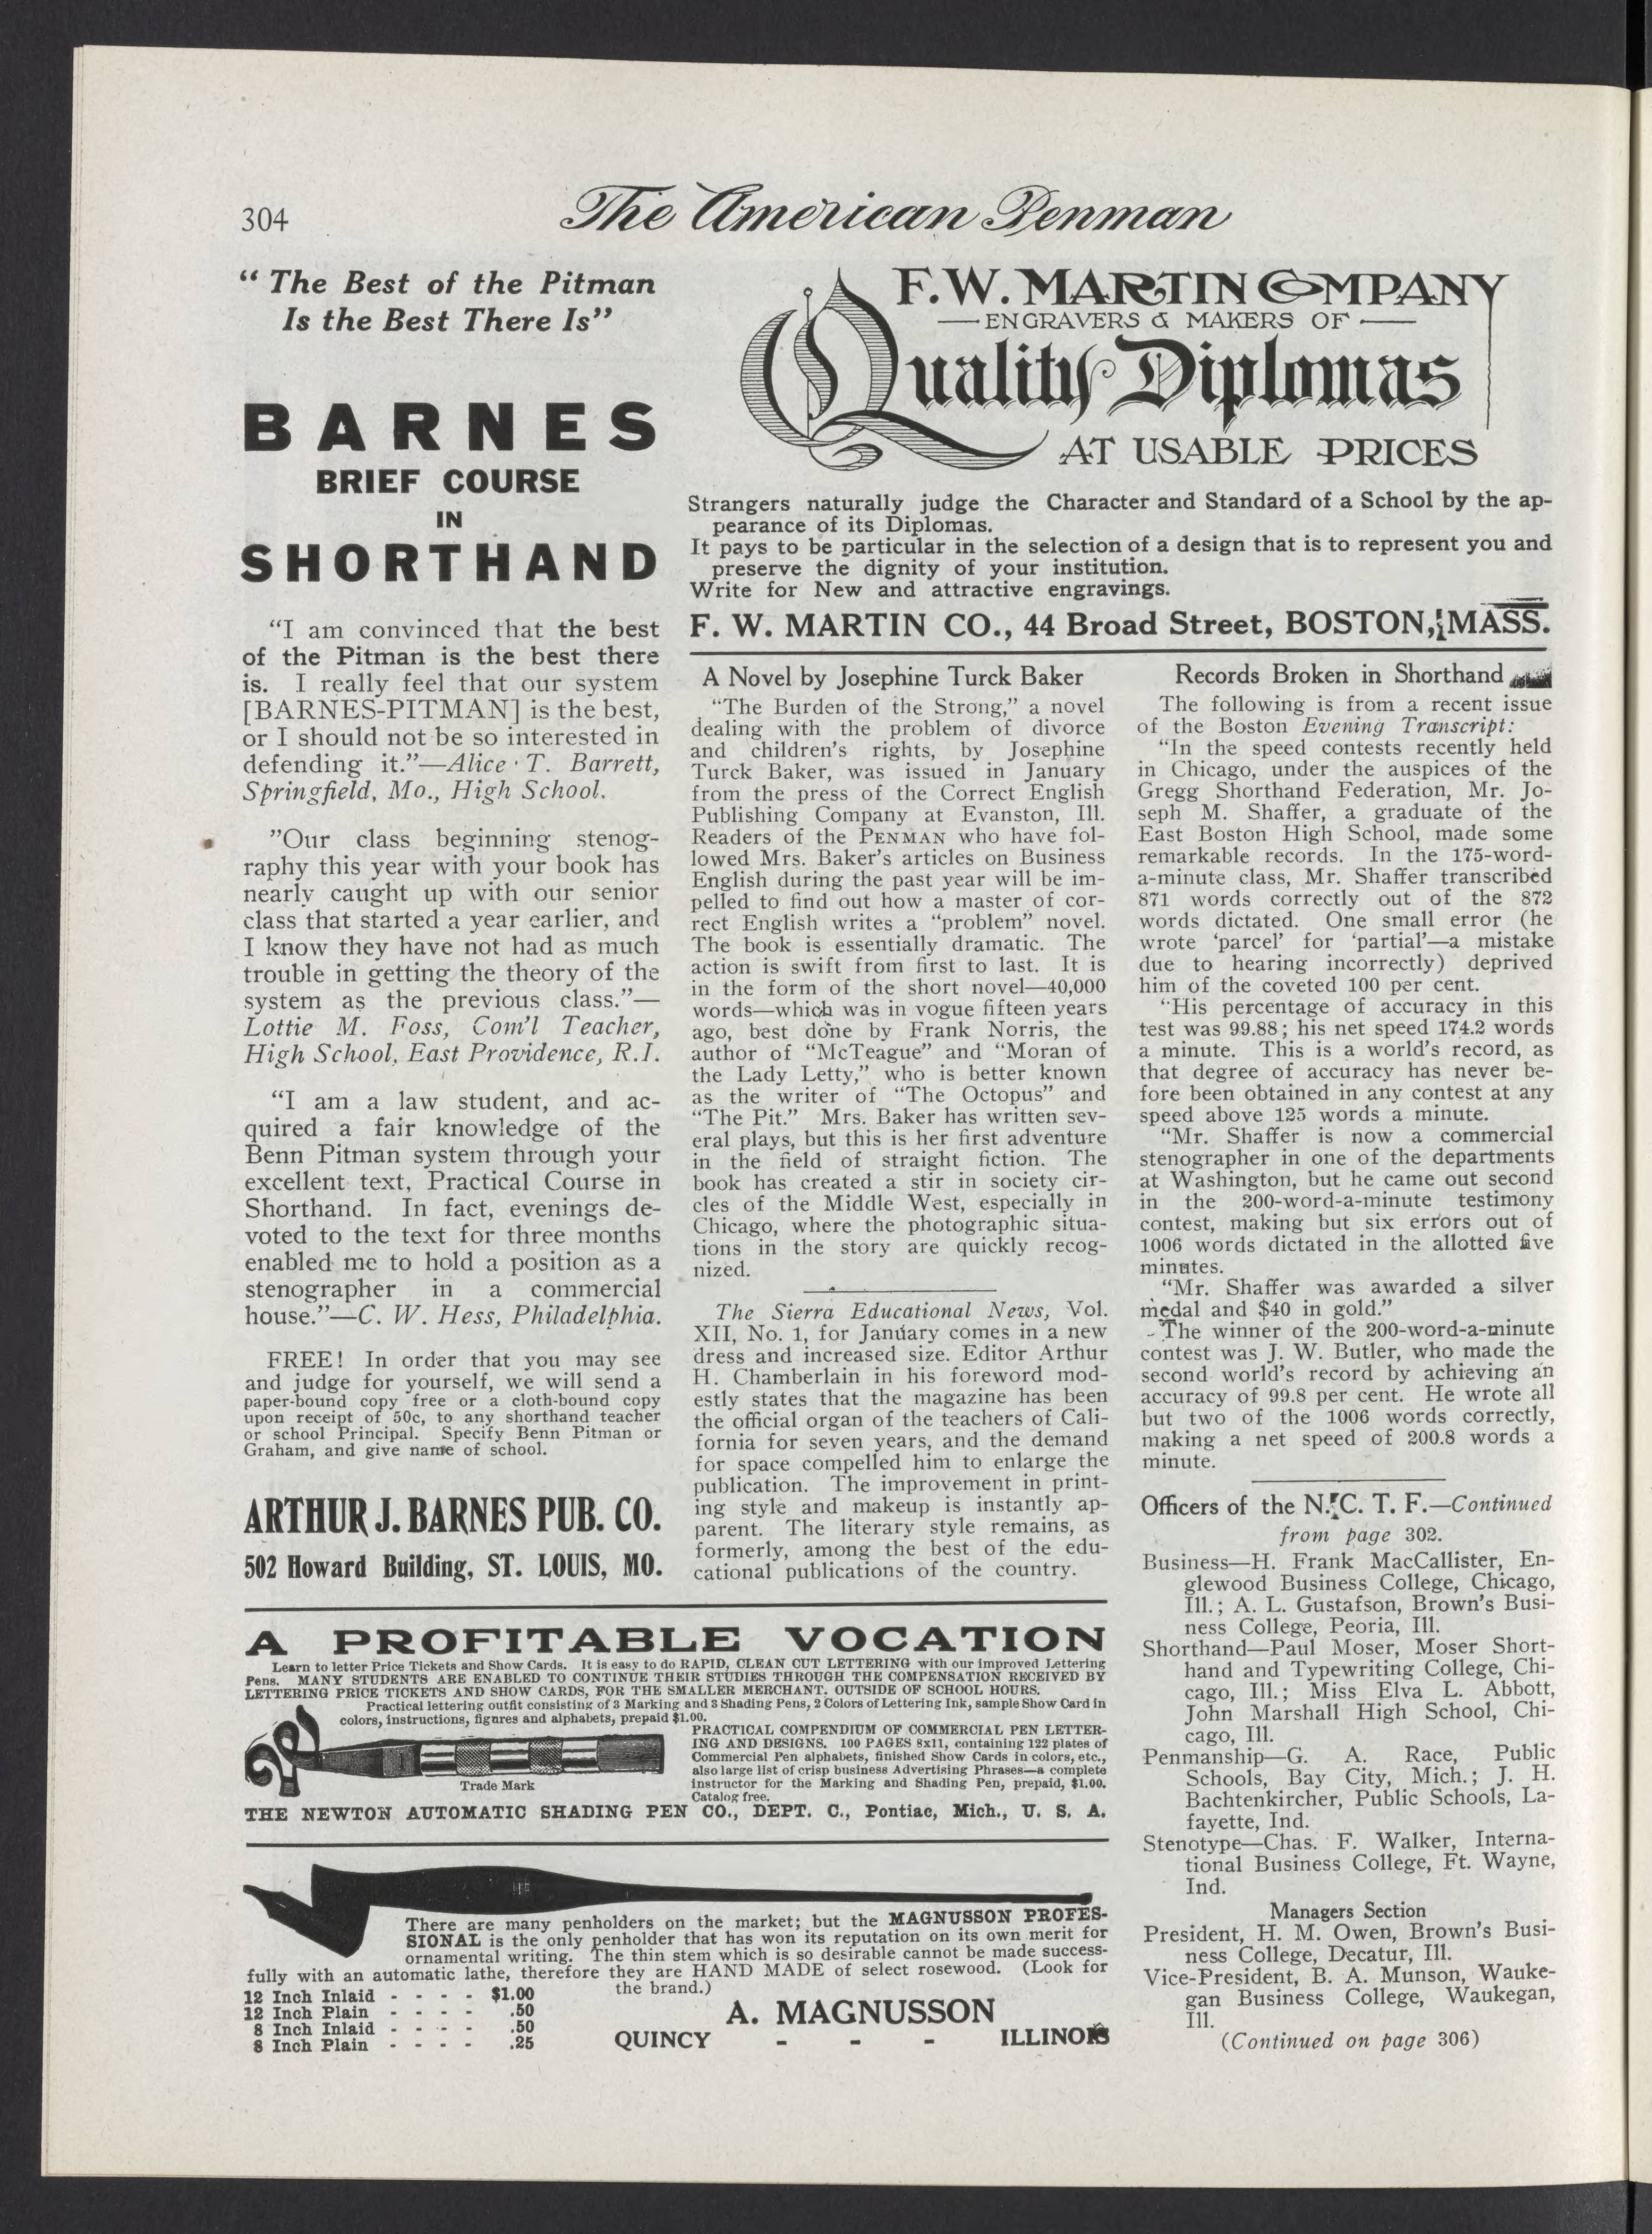 304
The American Penman
“ The Best of the Pitman
Is the Best There Is”
BARNES
BRIEF COURSE
IN
SHORTHAND
“I am convinced that the best
of the Pitman is the best there
is. I really feel that our system
[BARNES-PITMAN] is the best,
or I should not be so interested in
defending it.”—Alice T. Barrett,
Springfield, Mo., High School.
”Our class beginning stenog-
raphy this year with your book has
nearly caught up with our senior
class that started a year earlier, and
I know they have not had as much
trouble in getting the theory of the
system as the previous class.”—
Lottie M. Foss, Com’l Teacher,
High School, East Providence, R.I.
“I am a law student, and ac-
quired a fair knowledge of the
Benn Pitman system through your
excellent text, Practical Course in
Shorthand. In fact, evenings de-
voted to the text for three months
enabled me to hold a position as a
stenographer in a commercial
house.”—C. W. Hess, Philadelphia.
FREE! In order that you may see
and judge for yourself, we will send a
paper-bound copy free or a cloth-bound copy
upon receipt of 50c, to any shorthand teacher
or school Principal. Specify Benn Pitman or
Graham, and give name of school.
ARTHUR J. BARNES PUB. CO.
502 Howard Building, ST. LOUIS, MO.
F. W. MARTIN COMPANY
ENGRAVERS & MAKERS OF
Quality Diplomas
AT USABLE PRICES
Strangers naturally judge the Character and Standard of a School by the ap-
pearance of its Diplomas.
It pays to be particular in the selection of a design that is to represent you and
preserve the dignity of your institution.
Write for New and attractive engravings.
F. W. MARTIN CO., 44 Broad Street, BOSTON, MASS.
A Novel by Josephine Turck Baker
“The Burden of the Strong,” a novel
dealing with the problem of divorce
and children’s rights, by Josephine
Turck Baker, was issued in January
from the press of the Correct English
Publishing Company at Evanston, Ill.
Readers of the PENMAN who have fol-
lowed Mrs. Baker’s articles on Business
English during the past year will be im-
pelled to find out how a master of cor-
rect English writes a “problem” novel.
The book is essentially dramatic. The
action is swift from first to last. It is
in the form of the short novel—40,000
words—which was in vogue fifteen years
ago, best done by Frank Norris, the
author of “McTeague” and “Moran of
the Lady Letty,” who is better known
as the writer of “The Octopus” and
“The Pit.” Mrs. Baker has written sev-
eral plays, but this is her first adventure
in the field of straight fiction. The
book has created a stir in society cir-
cles of the Middle West, especially in
Chicago, where the photographic situa-
tions in the story are quickly recog-
nized.
The Sierra Educational News, Vol.
XII, No. 1, for January comes in a new
dress and increased size. Editor Arthur
H. Chamberlain in his foreword mod-
estly states that the magazine has been
the official organ of the teachers of Cali-
fornia for seven years, and the demand
for space compelled him to enlarge the
publication. The improvement in print-
ing style and makeup is instantly ap-
parent. The literary style remains, as
formerly, among the best of the edu-
cational publications of the country.
Records Broken in Shorthand
The following is from a recent issue
of the Boston Evening Transcript:
“In the speed contests recently held
in Chicago, under the auspices of the
Gregg Shorthand Federation, Mr. Jo-
seph M. Shaffer, a graduate of the
East Boston High School, made some
remarkable records. In the 175-word-
a-minute class, Mr. Shaffer transcribed
871 words correctly out of the 872
words dictated. One small error (he
wrote ‘parcel’ for ‘partial’—a mistake
due to hearing incorrectly) deprived
him of the coveted 100 per cent.
“His percentage of accuracy in this
test was 99.88; his net speed 174.2 words
a minute. This is a world’s record, as
that degree of accuracy has never be-
fore been obtained in any contest at any
speed above 125 words a minute.
“Mr. Shaffer is now a commercial
stenographer in one of the departments
at Washington, but he came out second
in the 200-word-a-minute testimony
contest, making but six errors out of
1006 words dictated in the allotted five
minutes.
“Mr. Shaffer was awarded a silver
medal and $40 in gold.”
The winner of the 200-word-a-minute
contest was J. W. Butler, who made the
second world’s record by achieving an
accuracy of 99.8 per cent. He wrote all
but two of the 1006 words correctly,
making a net speed of 200.8 words a
minute.
Officers of the N. C. T. F.—Continued
from page 302.
Business—H. Frank MacCallister, En-
glewood Business College, Chicago,
Ill.; A. L. Gustafson, Brown’s Busi-
ness College, Peoria, Ill.
Shorthand—Paul Moser, Moser Short-
hand and Typewriting College, Chi-
cago, Ill.; Miss Elva L. Abbott,
John Marshall High School, Chi-
cago, Ill.
Penmanship—G. A. Race, Public
Schools, Bay City, Mich.; J. H.
Bachtenkircher, Public Schools, La-
fayette, Ind.
Stenotype—Chas. F. Walker, Interna-
tional Business College, Ft. Wayne,
Ind.
Managers Section
President, H. M. Owen, Brown’s Busi-
ness College, Decatur, Ill.
Vice-President, B. A. Munson, Wauke-
gan Business College, Waukegan,
Ill.
(Continued on page 306)
A PROFITABLE VOCATION
Learn to letter Price Tickets and Show Cards. It is easy to do RAPID, CLEAN CUT LETTERING with our improved Lettering
Pens. MANY STUDENTS ARE ENABLED TO CONTINUE THEIR STUDIES THROUGH THE COMPENSATION RECEIVED BY
LETTERING PRICE TICKETS AND SHOW CARDS, FOR THE SMALLER MERCHANT. OUTSIDE OF SCHOOL HOURS.
Practical lettering outfit consisting of 3 Marking and 3 Shading Pens, 2 Colors of Lettering Ink, sample Show Card in
colors, instructions, figures and alphabets, prepaid $1.00.
PRACTICAL COMPENDIUM OF COMMERCIAL PEN LETTER-
ING AND DESIGNS. 100 PAGES 8x11, containing 122 plates of
Commercial Pen alphabets, finished Show Cards in colors, etc.,
also large list of crisp business Advertising Phrases—a complete
instructor for the Marking and Shading Pen, prepaid, $1.00.
Catalog free.
Trade Mark
THE NEWTON AUTOMATIC SHADING PEN CO., DEPT. C., Pontiac, Mich., U. S. A.
There are many penholders on the market; but the MAGNUSSON PROFES-
SIONAL is the only penholder that has won its reputation on its own merit for
ornamental writing. The thin stem which is so desirable cannot be made success-
fully with an automatic lathe, therefore they are HAND MADE of select rosewood. (Look for
the brand.)
12 Inch Inlaid - - - - $1.00
12 Inch Plain - - - - .50
8 Inch Inlaid - - - - .50
8 Inch Plain - - - - .25
A. MAGNUSSON
QUINCY - - - ILLINOIS